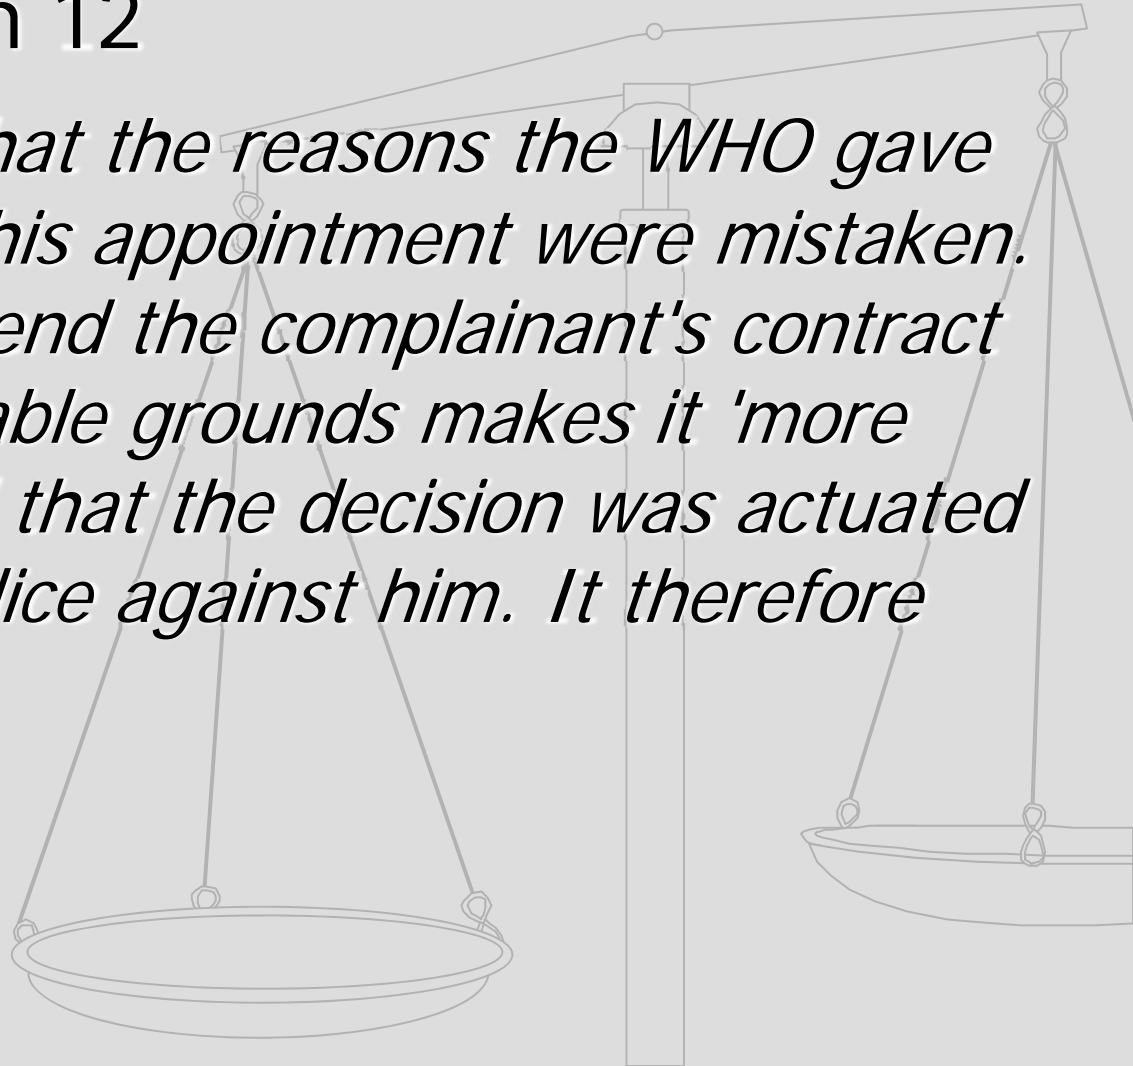 n 12
hat the reasons the WHO gave
his appointment were mistaken.
end the complainant's contract
able grounds makes it 'more
that the decision was actuated
lice against him. It therefore